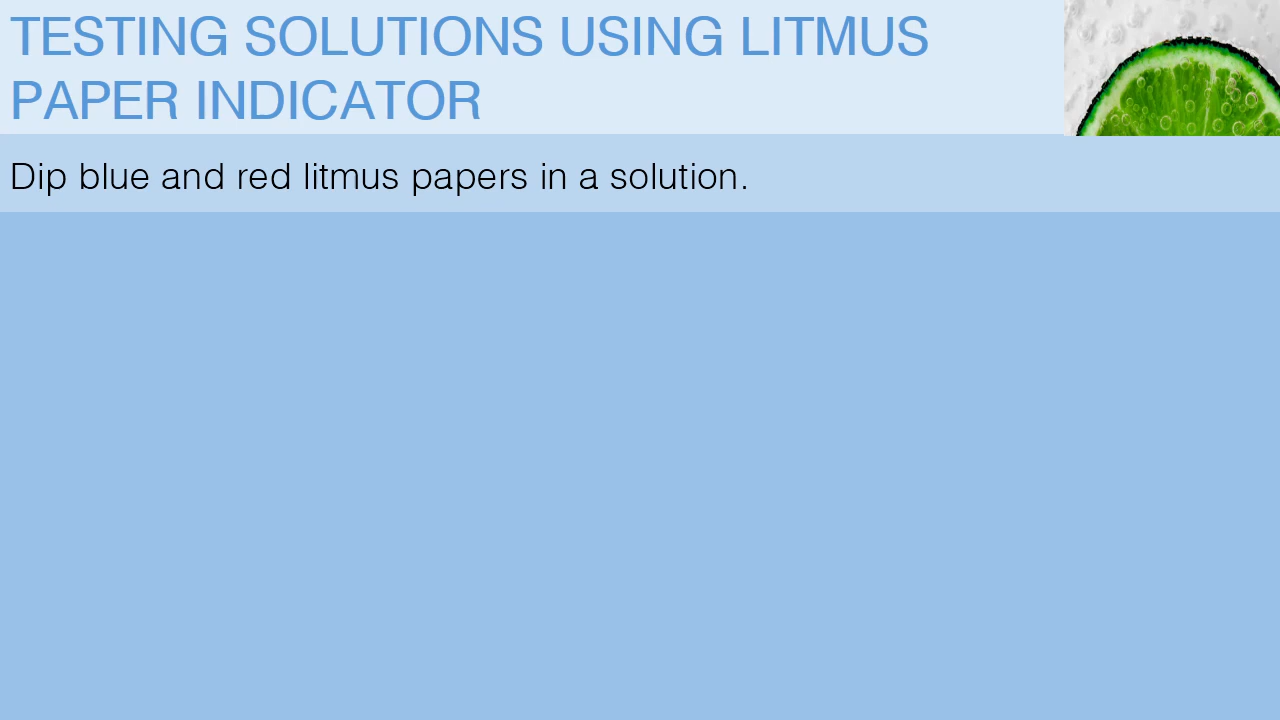 TESTING SOLUTIONS USING LITMUS
PAPER INDICATOR
Dip blue and red litmus papers in a solution.